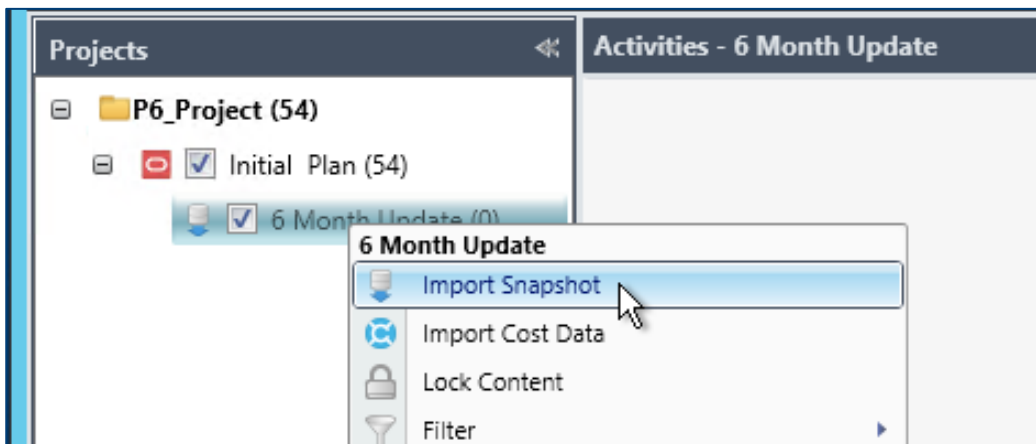 Projects
Activities - 6 Month Update
P6_Project (54)
Initial Plan (54)
6 Month Update (0)
6 Month Update
Import Snapshot
Import Cost Data
Lock Content
Filter